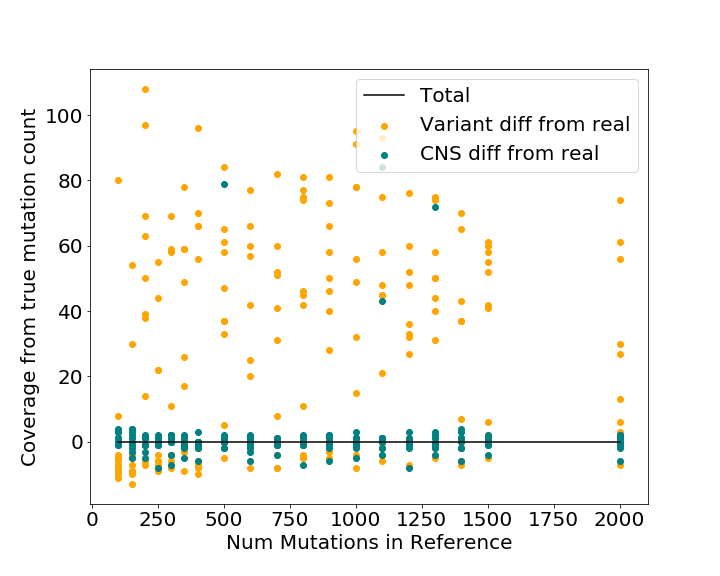 Total
Variant diff from real
CNS diff from real
100
80
60
40
20
0
Coverage from true mutation count
0 250 500 750 1000 1250 1500 1750 2000
Num Mutations in Reference